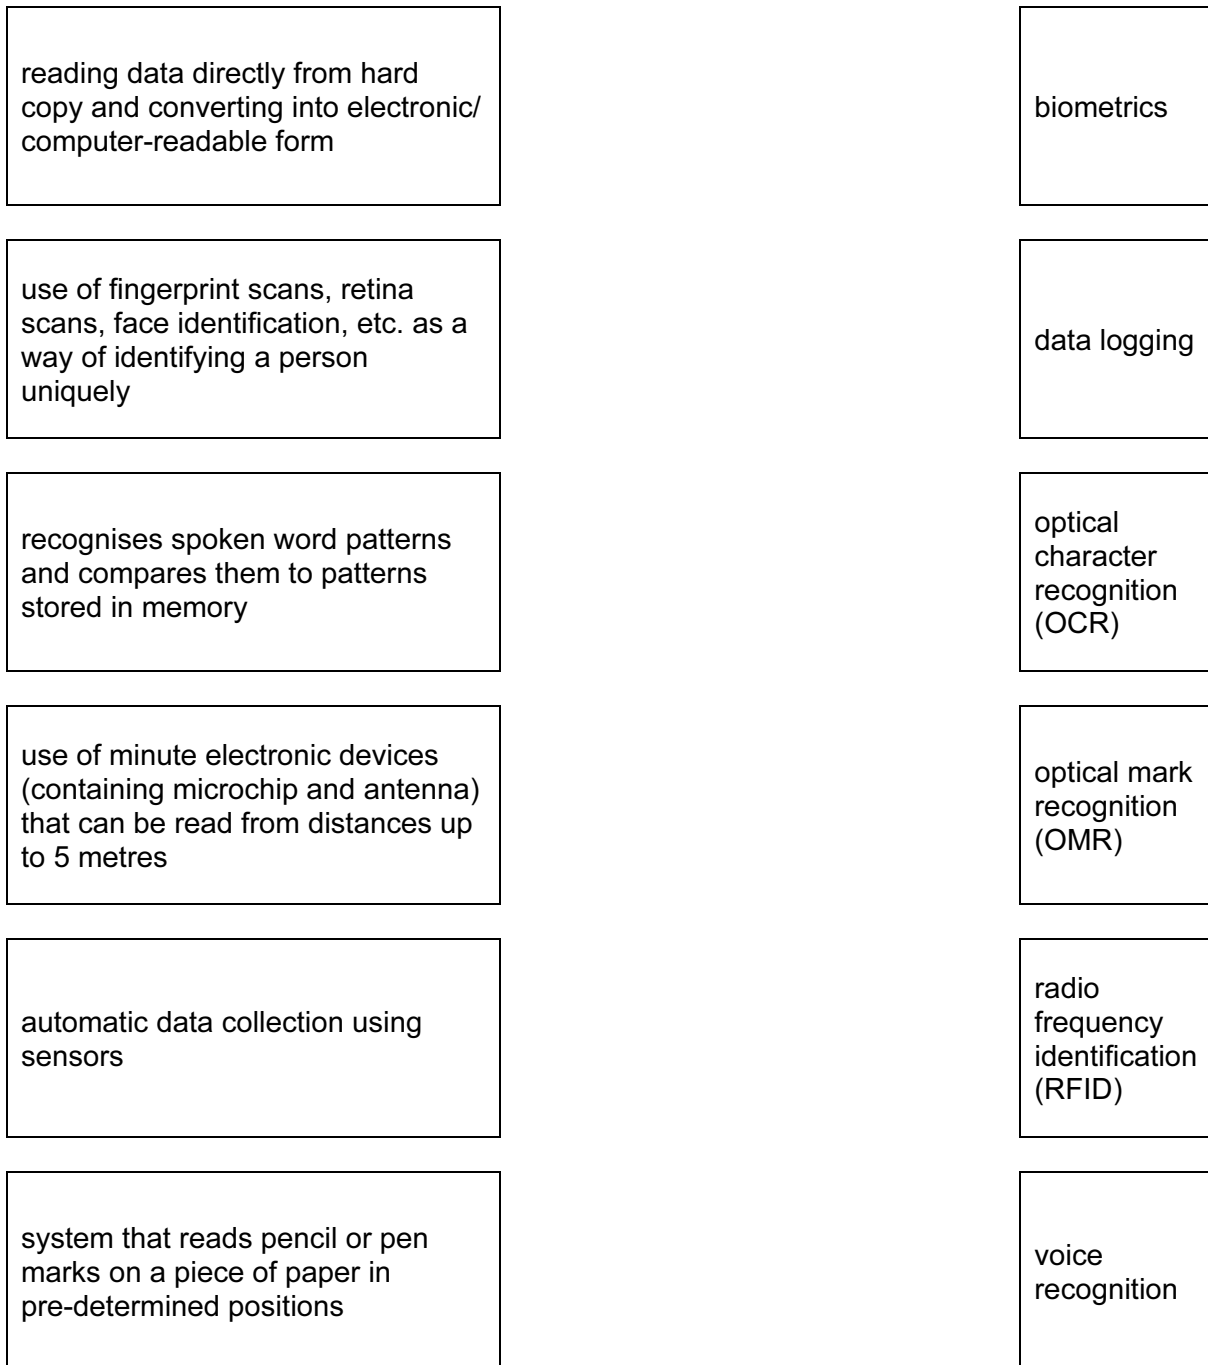 reading data directly from hard
copy and converting into electronic/
computer-readable form
biometrics
use of fingerprint scans, retina
scans, face identification, etc. as a
way of identifying a person
uniquely
data logging
recognises spoken word patterns
and compares them to patterns
stored in memory
optical
character
recognition
(OCR)
use of minute electronic devices
(containing microchip and antenna)
that can be read from distances up
to 5 metres
optical mark
recognition
(OMR)
automatic data collection using
sensors
radio
frequency
identification
(RFID)
system that reads pencil or pen
marks on a piece of paper in
pre-determined positions
voice
recognition